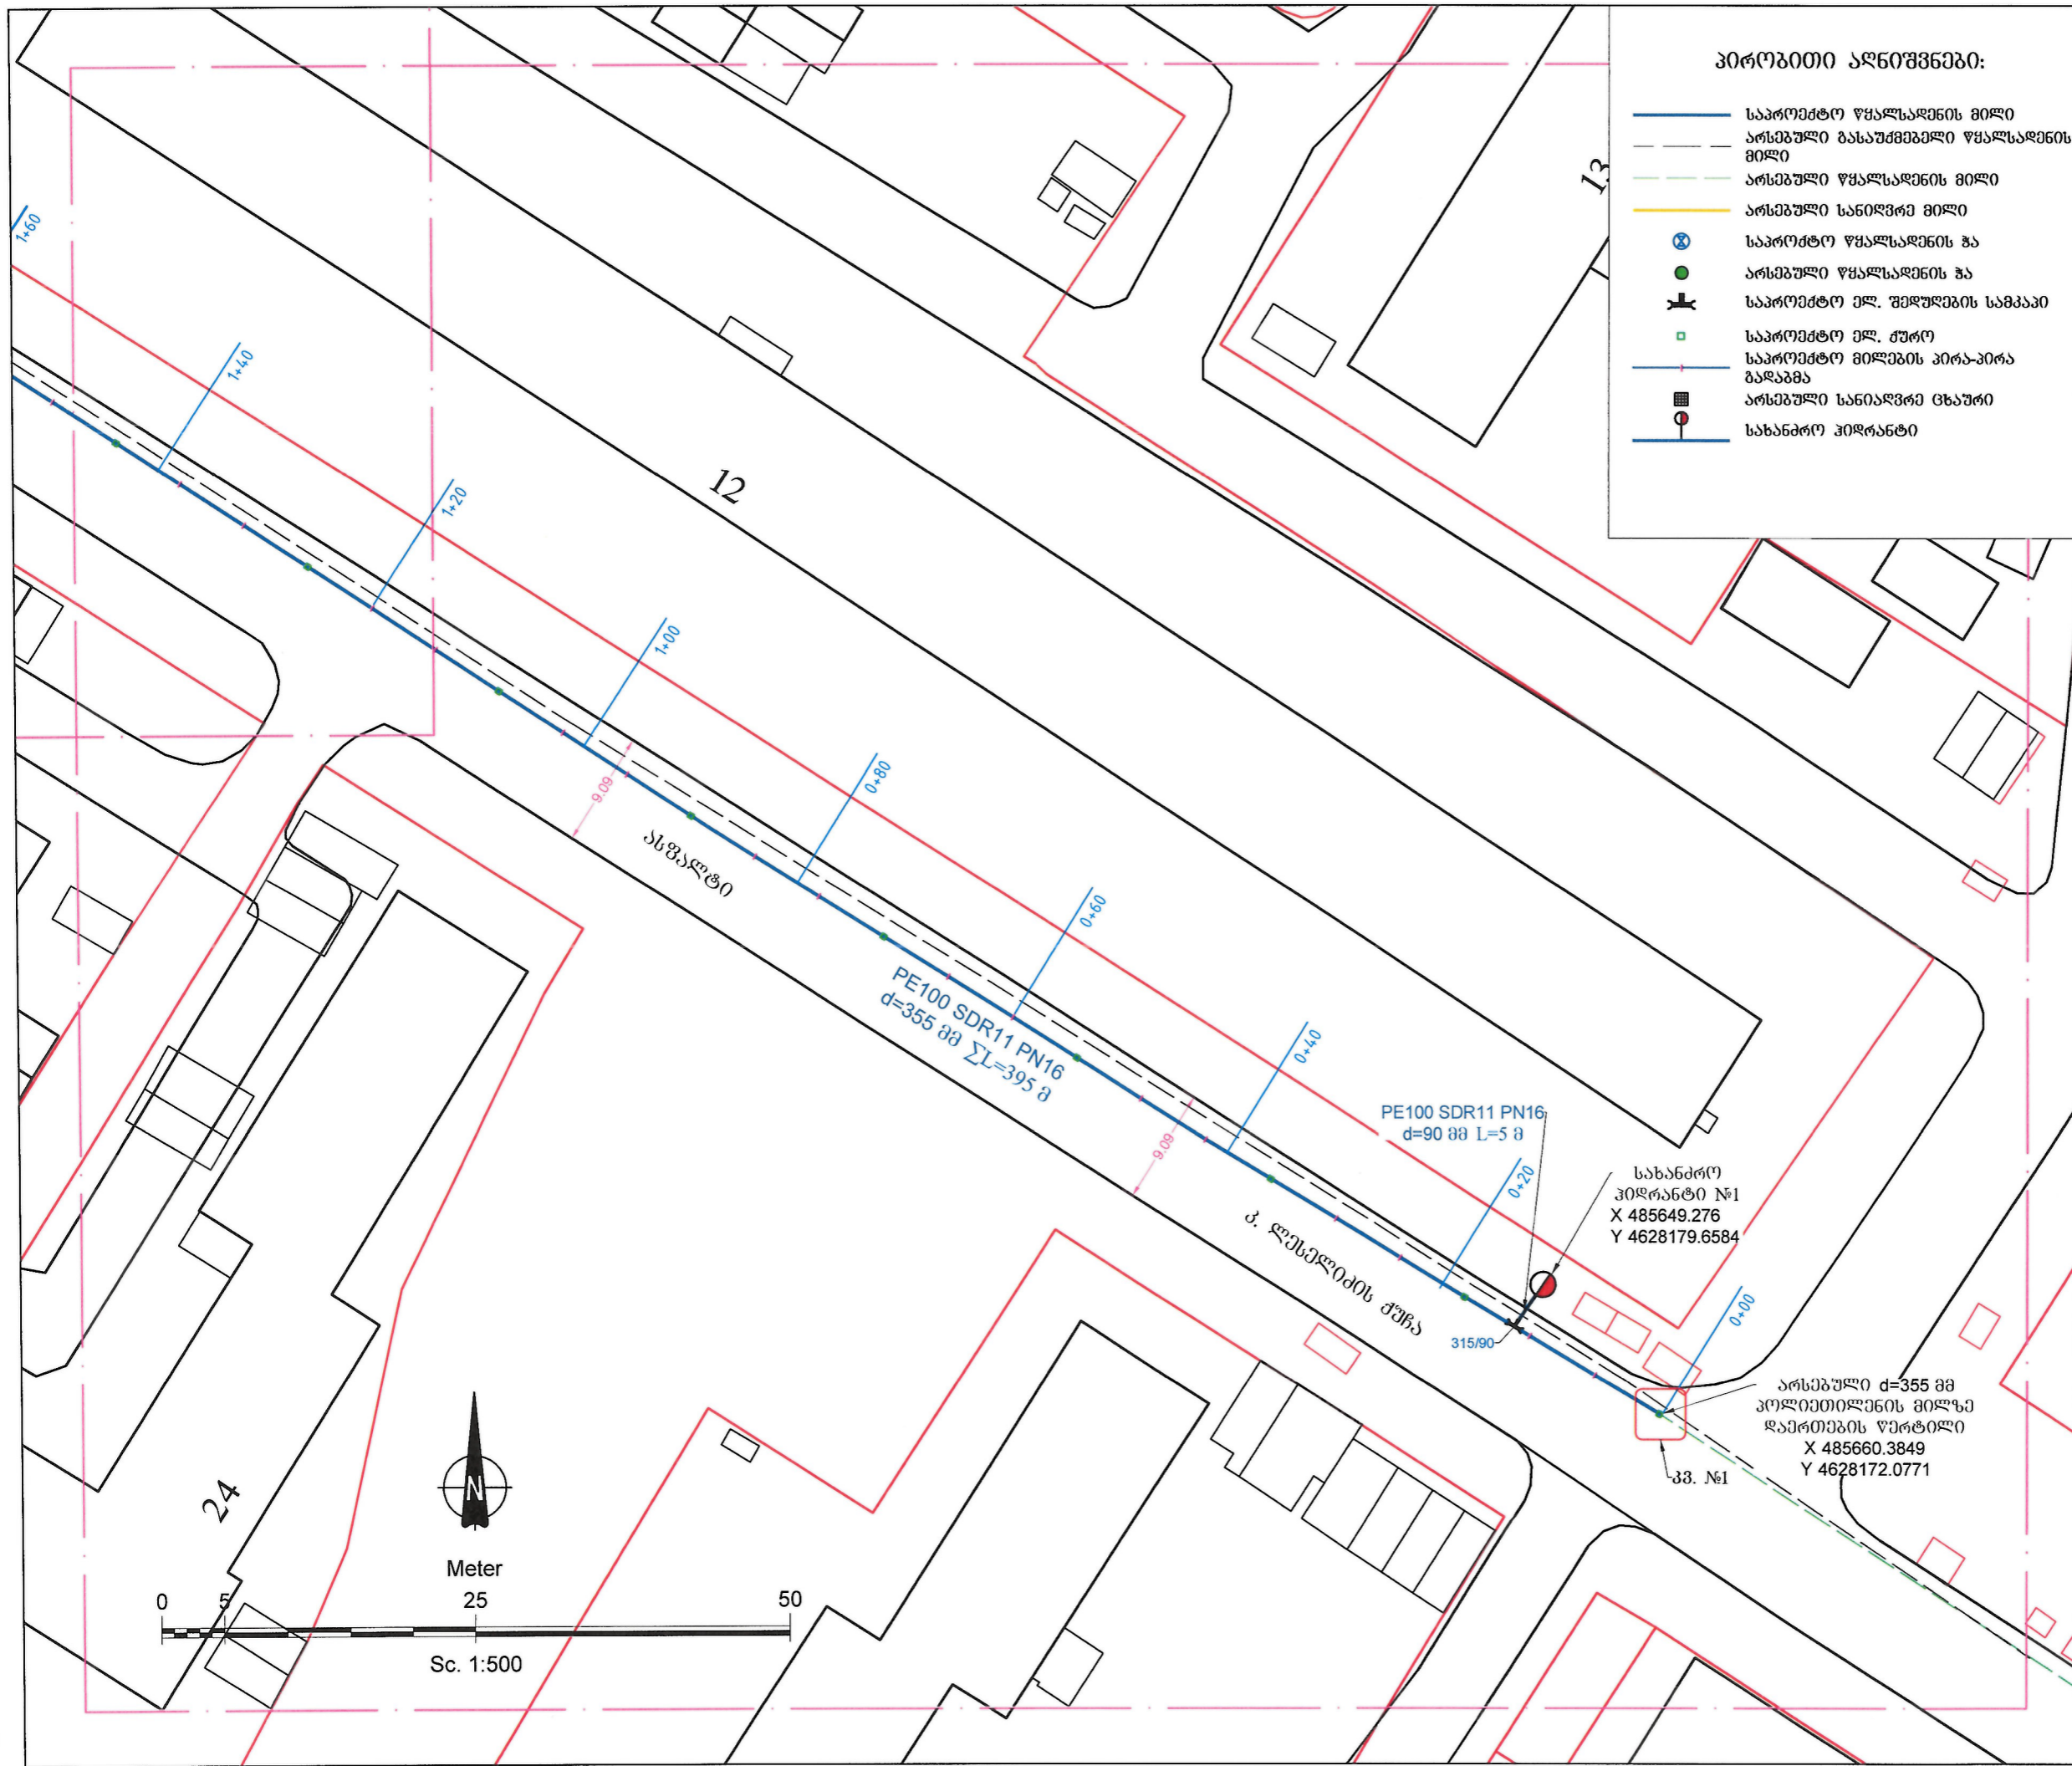 პირობითი აღნიშვნები:
საპროექტო წყალსადენის მილი
არსებული გასაუქმებელი წყალსადენის
მილი
არსებული წყალსადენის მილი
არსებული სანიღვრე მილი
საპროქტო წყალსადენის ჭა
არსებული წყალსადენის ჭა
საპროექტო ელ. შედუღების სამკაპი
საპროექტო ელ. ქურო
საპროექტო მილების პირა-პირა
გადაბმა
არსებული სანიაღვრე ცხაური
სახანძრო ჰიდრანტი
13
1+60
1+40
1+20
12
1+00
0+80
9.09
ასფალტი
0+60
PE100 SDR11 PN16
d=355 მმ ∑L=395 მ
0+40
9.09
PE100 SDR11 PN16
d=90 მმ L=5 მ
0+20
სახანძრო
ჰიდრანტი №1
X 485649.276
Y 4628179.6584
კ. ლესელიძის ქუჩა
315/90
0+00
არსებული d=355 მმ
პოლიეთილენის მილზე
დაერთების წერტილი
X 485660.3849
Y 4628172.0771
კვ. №1
24
N
Meter
0 5 25 50
Sc. 1:500